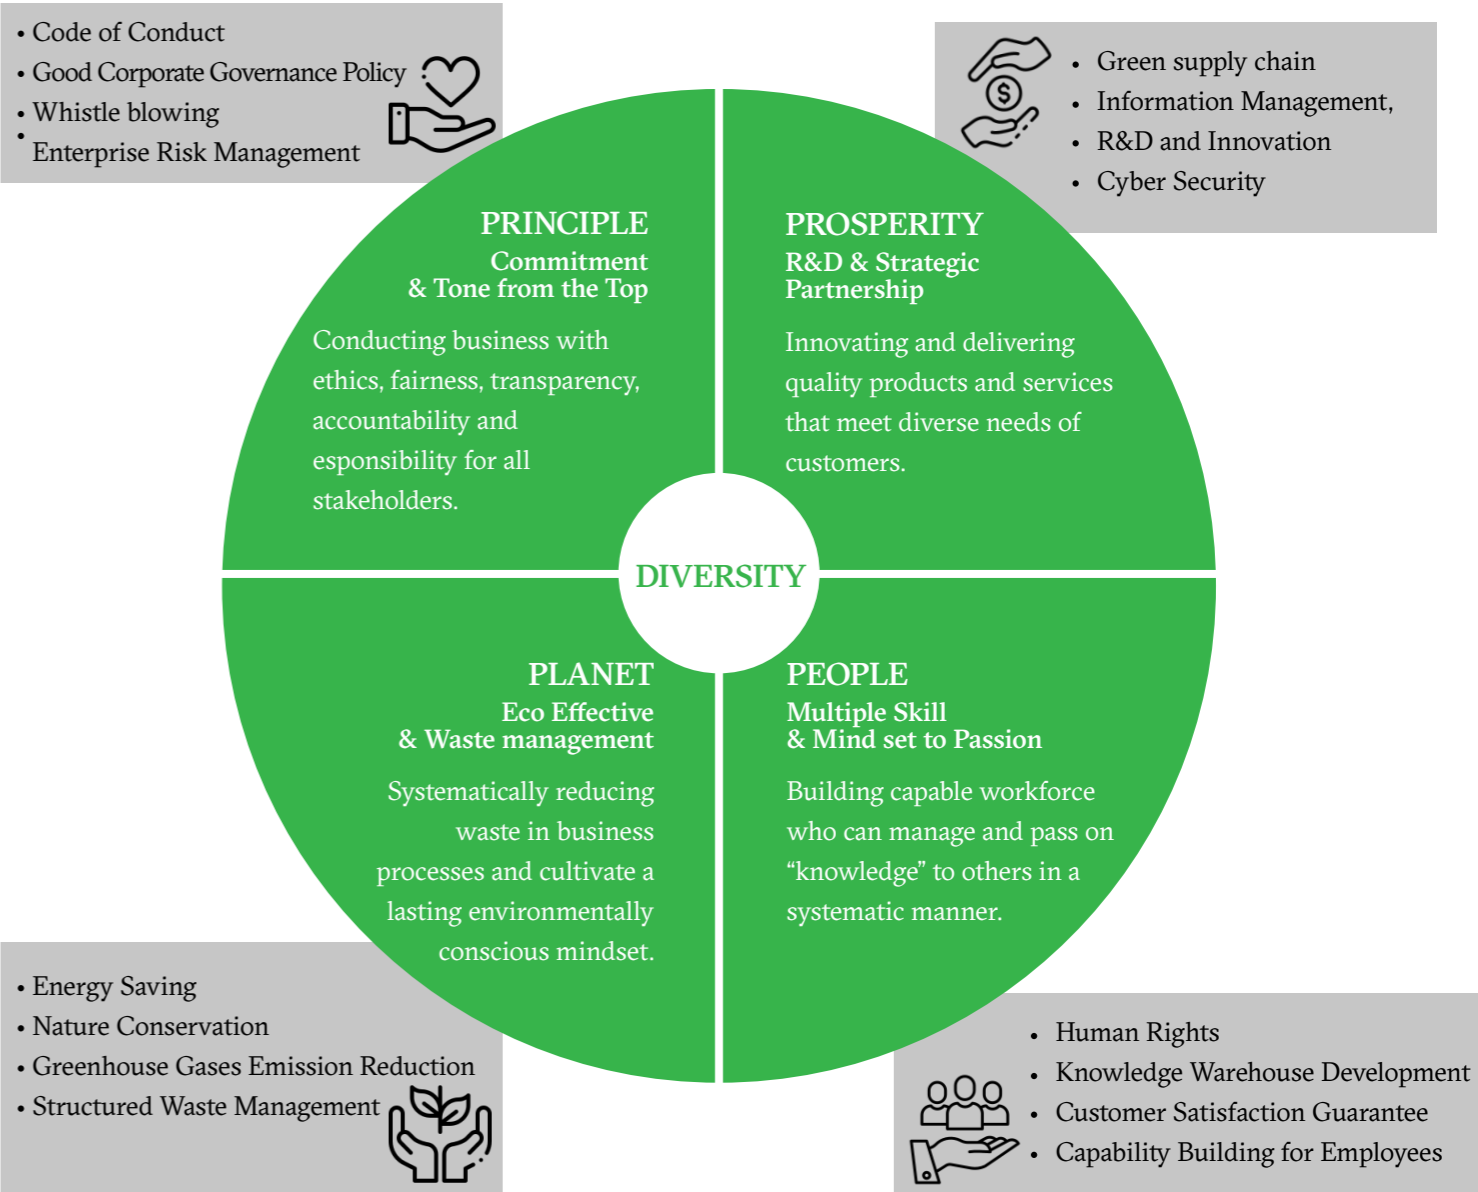 • Code of Conduct
• Good Corporate Governance Policy
• Whistle blowing
• Enterprise Risk Management
• Green supply chain
• Information Management,
• R&D and Innovation
• Cyber Security
PRINCIPLE
Commitment
& Tone from the Top
Conducting business with
ethics, fairness, transparency,
accountability and
esponsibility for all
stakeholders.
PROSPERITY
R&D & Strategic
Partnership
Innovating and delivering
quality products and services
that meet diverse needs of
customers.
DIVERSITY
PLANET
Eco Effective
& Waste management
Systematically reducing
waste in business
processes and cultivate a
lasting environmentally
conscious mindset.
PEOPLE
Multiple Skill
& Mind set to Passion
Building capable workforce
who can manage and pass on
“knowledge” to others in a
systematic manner.
• Energy Saving
• Nature Conservation
• Greenhouse Gases Emission Reduction
• Structured Waste Management
• Human Rights
• Knowledge Warehouse Development
• Customer Satisfaction Guarantee
• Capability Building for Employees
$